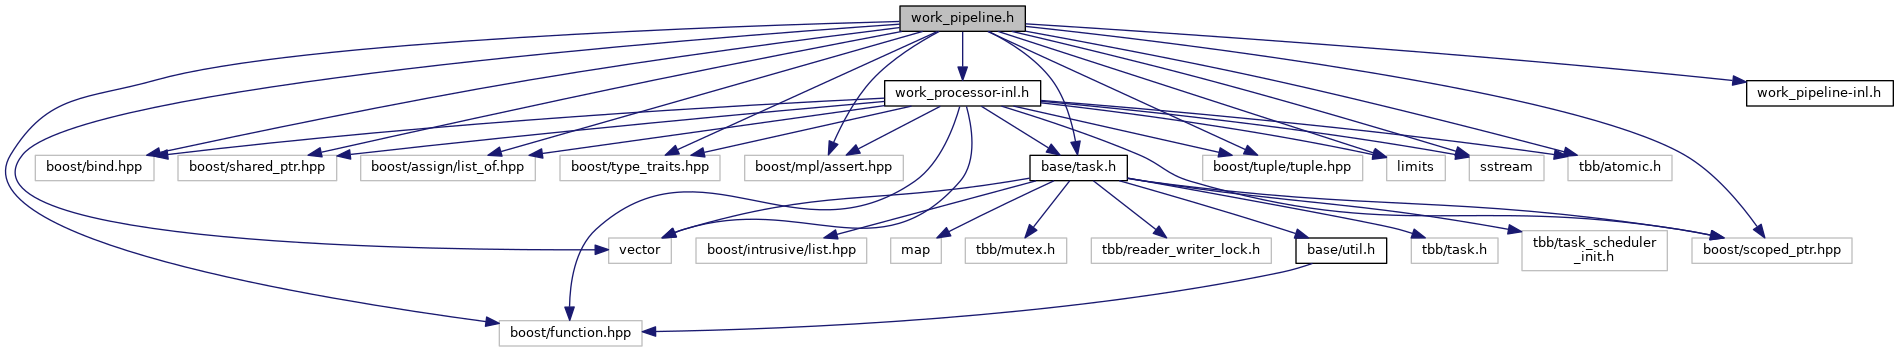 work_pipeline.h
work_processor-inl.h
work_pipeline-inl.h
boost/bind.hpp
boost/shared_ptr.hpp
boost/assign/list_of.hpp
boost/type_traits.hpp
boost/mpl/assert.hpp
base/task.h
boost/tuple/tuple.hpp
limits
sstream
tbb/atomic.h
vector
boost/intrusive/list.hpp
map
tbb/mutex.h
tbb/reader_writer_lock.h
base/util.h
tbb/task.h
tbb/task_scheduler
_init.h
boost/scoped_ptr.hpp
boost/function.hpp